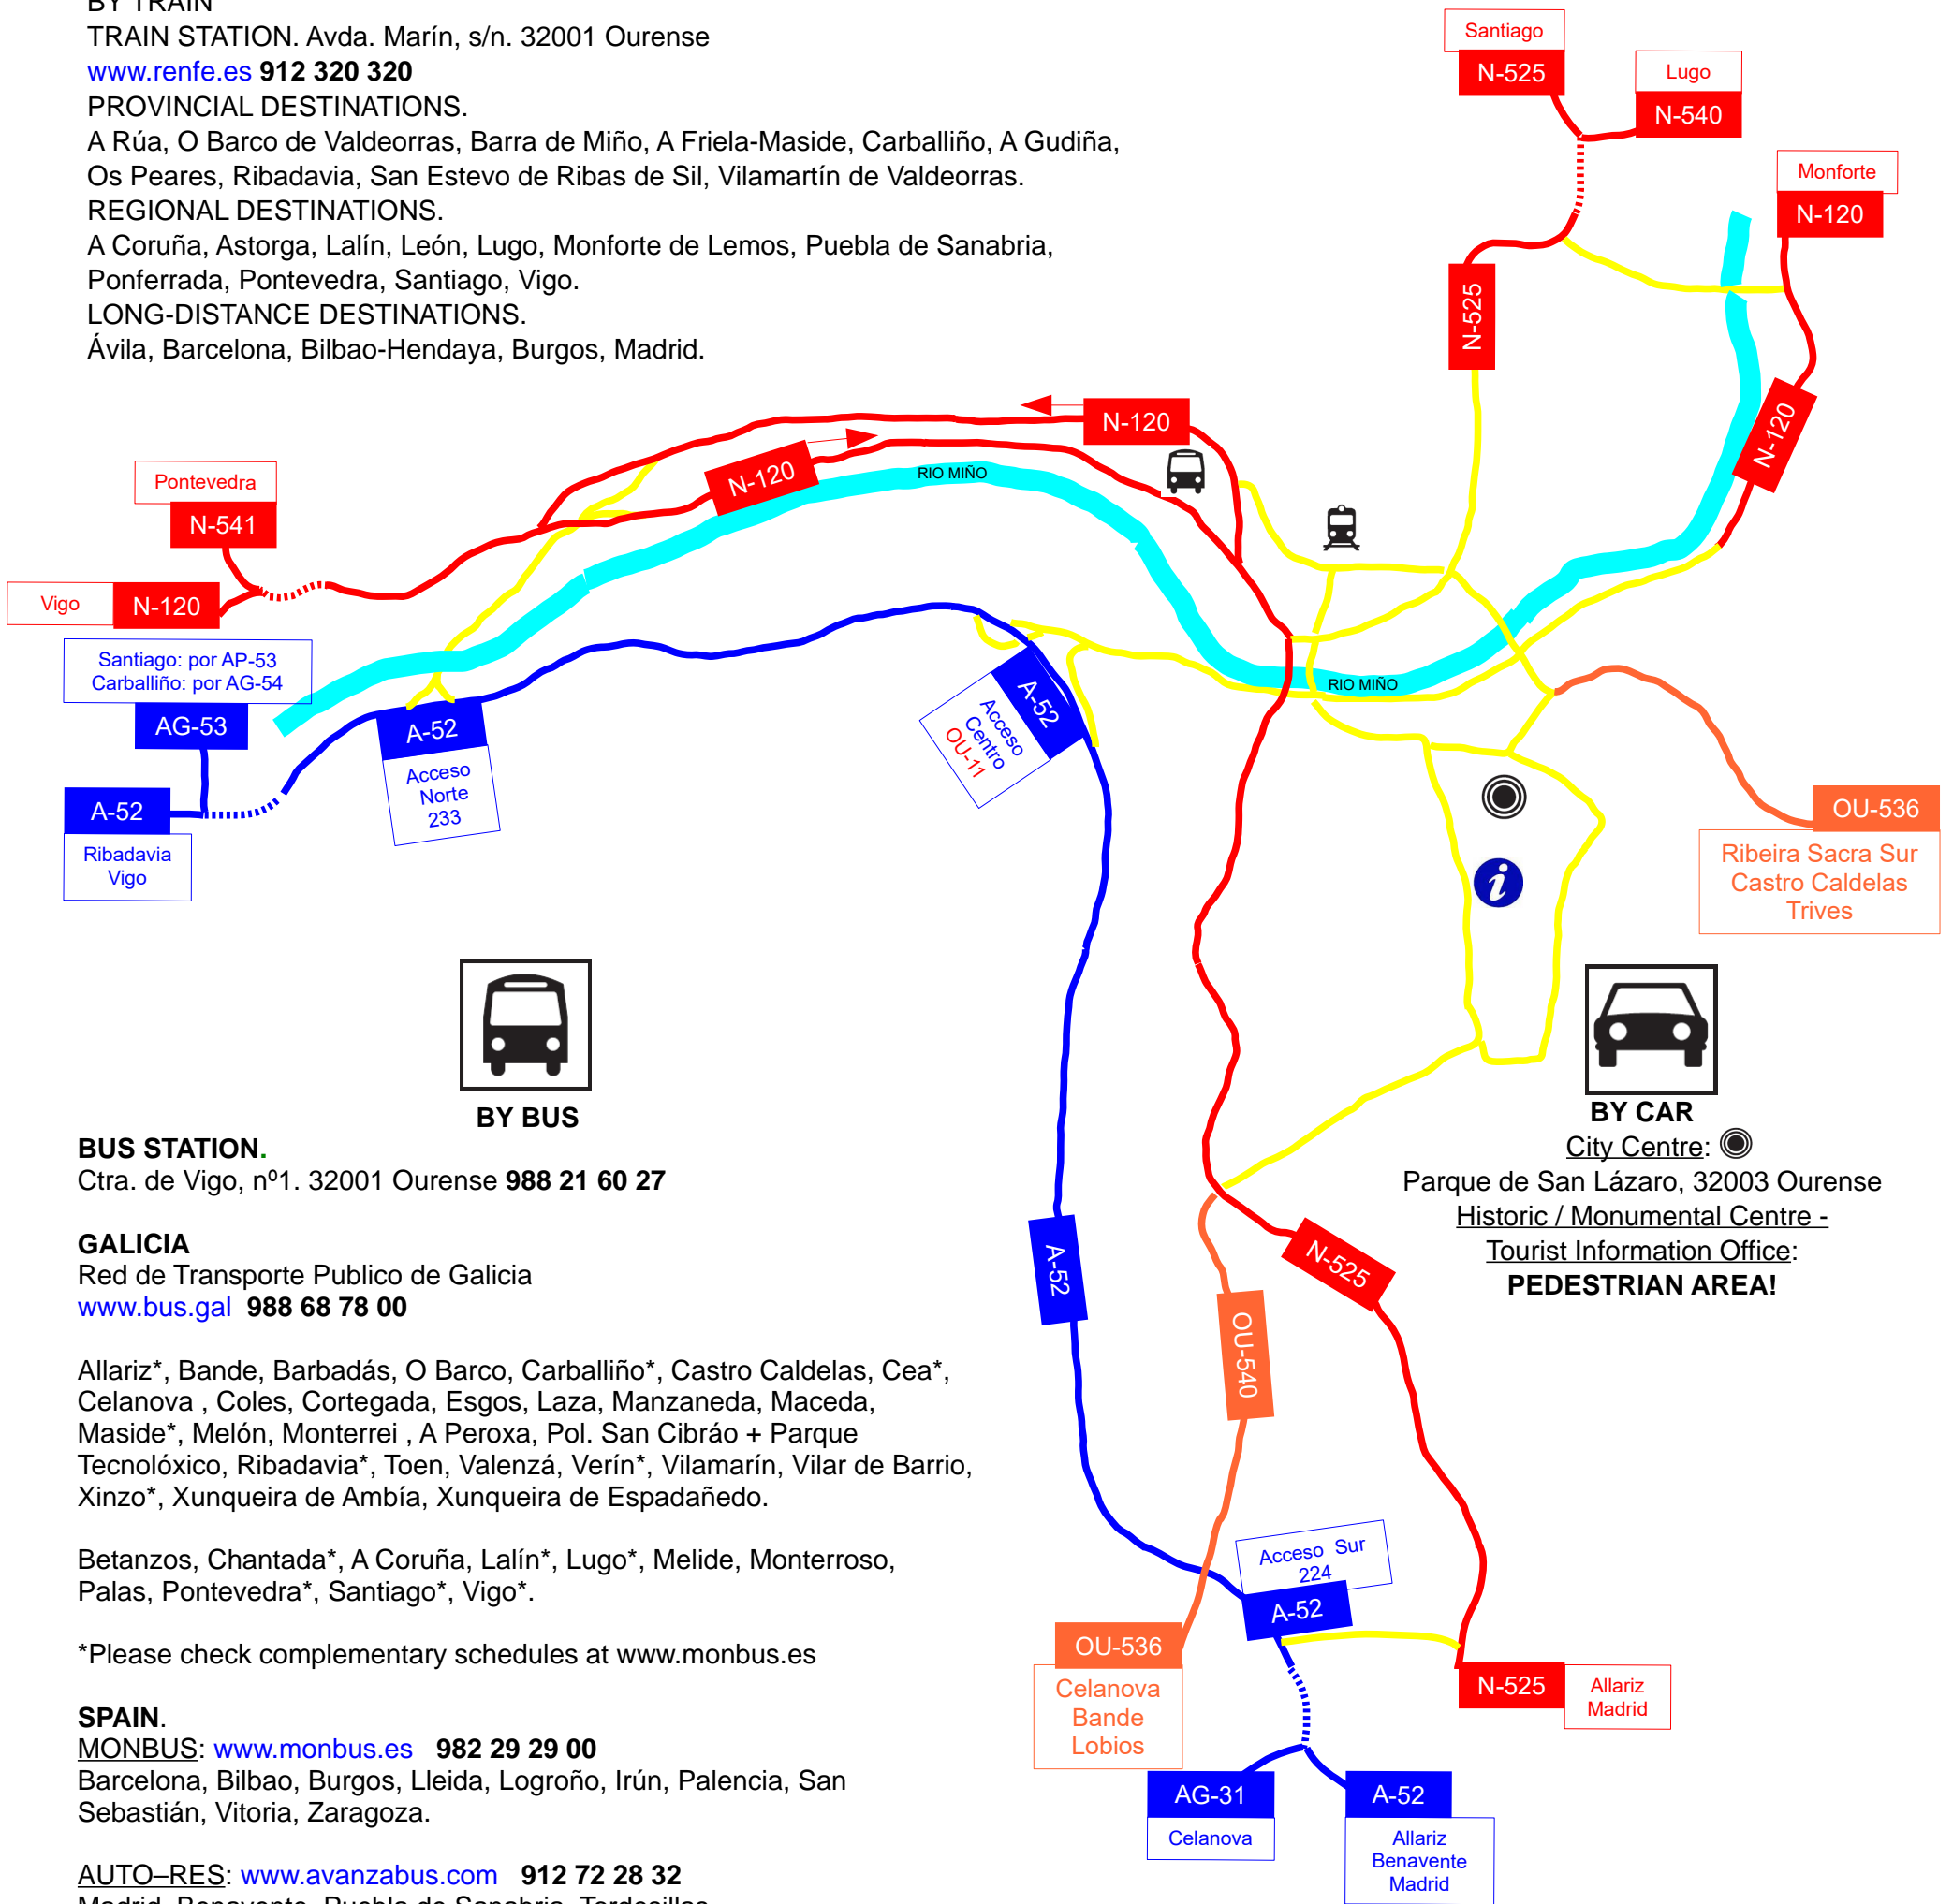 BY TRAIN
TRAIN STATION. Avda. Marín, s/n. 32001 Ourense
www.renfe.es 912 320 320
PROVINCIAL DESTINATIONS.
A Rúa, O Barco de Valdeorras, Barra de Miño, A Friela-Maside, Carballiño, A Gudiña,
Os Peares, Ribadavia, San Estevo de Ribas de Sil, Vilamartín de Valdeorras.
REGIONAL DESTINATIONS.
A Coruña, Astorga, Lalín, León, Lugo, Monforte de Lemos, Puebla de Sanabria,
Ponferrada, Pontevedra, Santiago, Vigo.
LONG-DISTANCE DESTINATIONS.
Ávila, Barcelona, Bilbao-Hendaya, Burgos, Madrid.
Santiago
N-525
Lugo
N-540
Monforte
N-120
N-525
N-120
N-120
N-120
RIO MIÑO
Pontevedra
N-541
Vigo
N-120
Santiago: por AP-53
Carballiño: por AG-54
AG-53
A-52
Ribadavia
Vigo
A-52
Acceso
Norte
233
A-52
Acceso
Centro
OU-11
RIO MIÑO
OU-536
Ribeira Sacra Sur
Castro Caldelas
Trives
BY BUS
BUS STATION.
Ctra. de Vigo, nº1. 32001 Ourense 988 21 60 27
GALICIA
Red de Transporte Publico de Galicia
www.bus.gal 988 68 78 00
Allariz*, Bande, Barbadás, O Barco, Carballiño*, Castro Caldelas, Cea*,
Celanova , Coles, Cortegada, Esgos, Laza, Manzaneda, Maceda,
Maside*, Melón, Monterrei , A Peroxa, Pol. San Cibráo + Parque
Tecnolóxico, Ribadavia*, Toen, Valenzá, Verín*, Vilamarín, Vilar de Barrio,
Xinzo*, Xunqueira de Ambía, Xunqueira de Espadañedo.
Betanzos, Chantada*, A Coruña, Lalín*, Lugo*, Melide, Monterroso,
Palas, Pontevedra*, Santiago*, Vigo*.
*Please check complementary schedules at www.monbus.es
SPAIN.
MONBUS: www.monbus.es 982 29 29 00
Barcelona, Bilbao, Burgos, Lleida, Logroño, Irún, Palencia, San
Sebastián, Vitoria, Zaragoza.
AUTO–RES: www.avanzabus.com 912 72 28 32
Madrid, Benavente, Puebla de Sanabria, Tordesillas
BY CAR
City Centre:
Parque de San Lázaro, 32003 Ourense
Historic / Monumental Centre -
Tourist Information Office:
PEDESTRIAN AREA!
A-52
N-525
OU-540
Acceso Sur
224
A-52
OU-536
Celanova
Bande
Lobios
N-525
Allariz
Madrid
AG-31
Celanova
A-52
Allariz
Benavente
Madrid